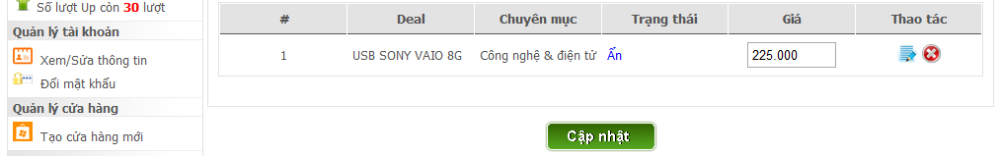 Số lượt Up còn 30 lượt
Quản lý tài khoản
Xem/Sửa thông tin
Đổi mật khẩu
Quản lý cửa hàng
Tạo cửa hàng mới
# Deal Chuyên mục Trạng thái Giá Thao tác
1 USB SONY VAIO 8G Công nghệ & điện tử Ẩn 225.000
Cập nhật